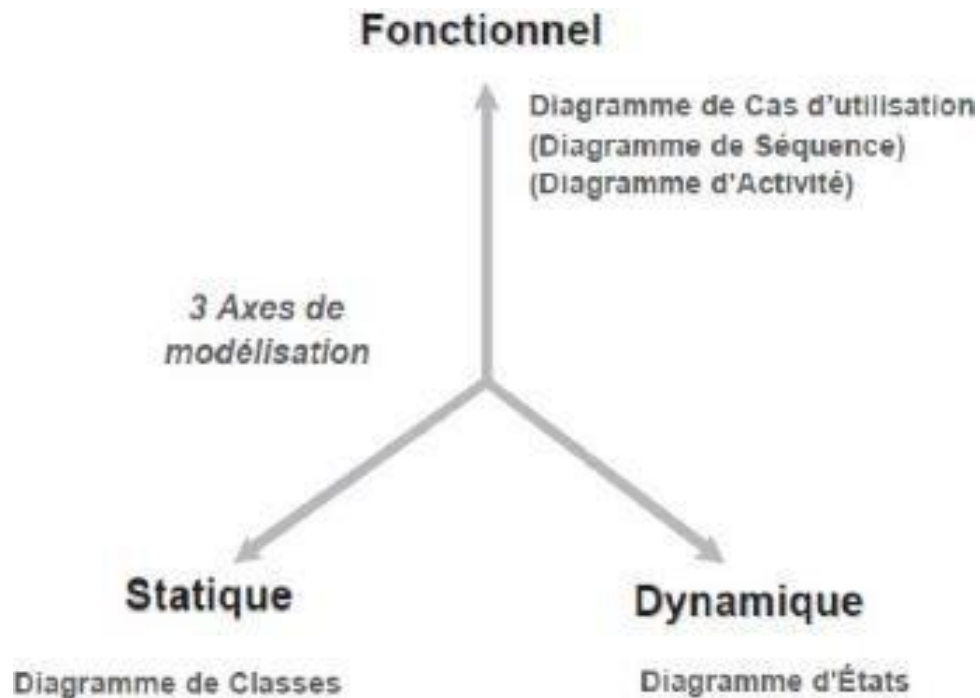 Fonctionnel
Diagramme de Cas d'utilisation
(Diagramme de Séquence)
(Diagramme d'Activité)
3 Axes de
modélisation
Statique
Dynamique
Diagramme de Classes
Diagramme d'États